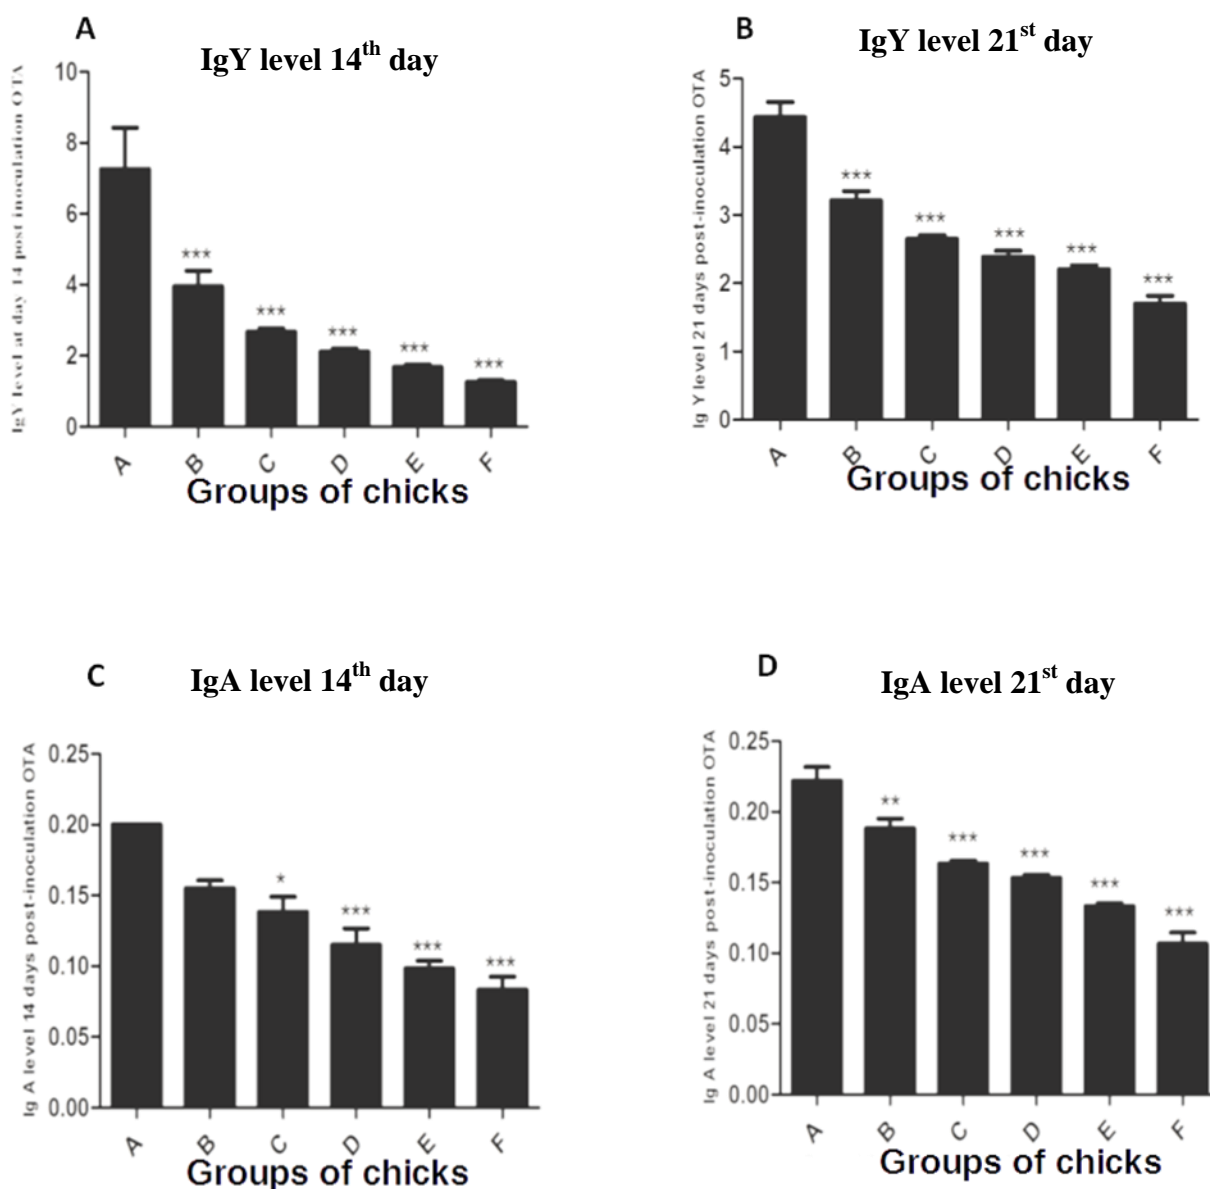 A
IgY level 14th day
IgY level at day 14 post inoculation OTA
10
8
6
4
2
0
***
***
***
***
***
A
B
C
D
E
F
Groups of chicks
B
IgY level 21st day
Ig Y level 21 days post-inoculation OTA
5
4
3
2
1
0
***
***
***
***
***
A
B
C
D
E
F
Groups of chicks
C
IgA level 14th day
Ig A level 14 days post-inoculation OTA
0.25
0.20
0.15
0.10
0.05
0.00
*
***
***
***
A
B
C
D
E
F
Groups of chicks
D
IgA level 21st day
Ig A level 21 days post-inoculation OTA
0.25
0.20
0.15
0.10
0.05
0.00
**
***
***
***
***
A
B
C
D
E
F
Groups of chicks